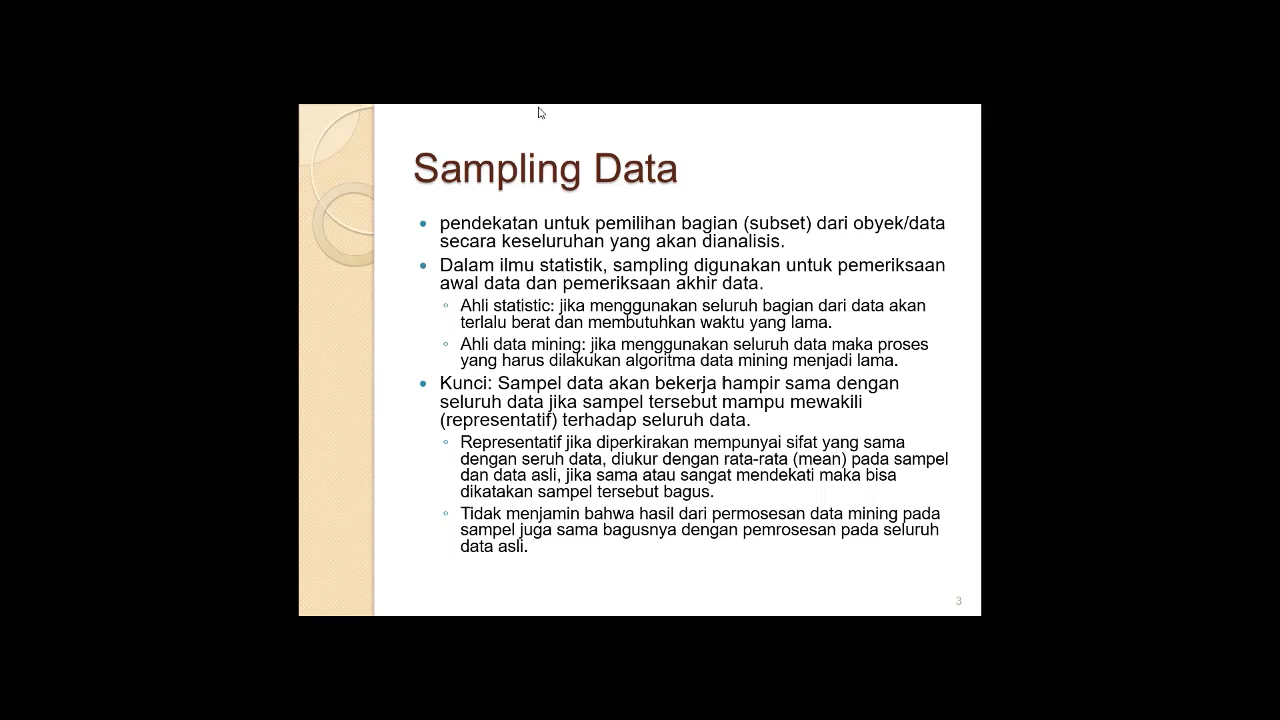 Sampling Data
pendekatan untuk pemilihan bagian (subset) dari obyek/data
secara keseluruhan yang akan dianalisis.
Dalam ilmu statistik, sampling digunakan untuk pemeriksaan
awal data dan pemeriksaan akhir data.
Ahli statistic: jika menggunakan seluruh bagian dari data akan
terlalu berat dan membutuhkan waktu yang lama.
Ahli data mining: jika menggunakan seluruh data maka proses
yang harus dilakukan algoritma data mining menjadi lama.
Kunci: Sampel data akan bekerja hampir sama dengan
seluruh data jika sampel tersebut mampu mewakili
(representatif) terhadap seluruh data.
Representatif jika diperkirakan mempunyai sifat yang sama
dengan seruh data, diukur dengan rata-rata (mean) pada sampel
dan data asli, jika sama atau sangat mendekati maka bisa
dikatakan sampel tersebut bagus.
Tidak menjamin bahwa hasil dari permosesan data mining pada
sampel juga sama bagusnya dengan pemrosesan pada seluruh
data asli.
3